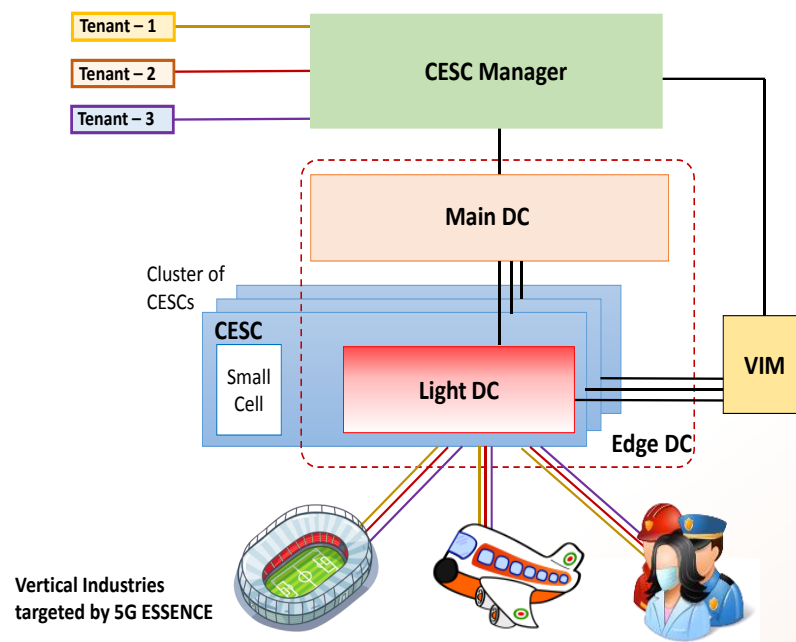 Tenant – 1
Tenant – 2
Tenant – 3
CESC Manager
Main DC
Cluster of
CESCs
CESC
Small
Cell
Light DC
VIM
Edge DC
Vertical Industries
targeted by 5G ESSENCE